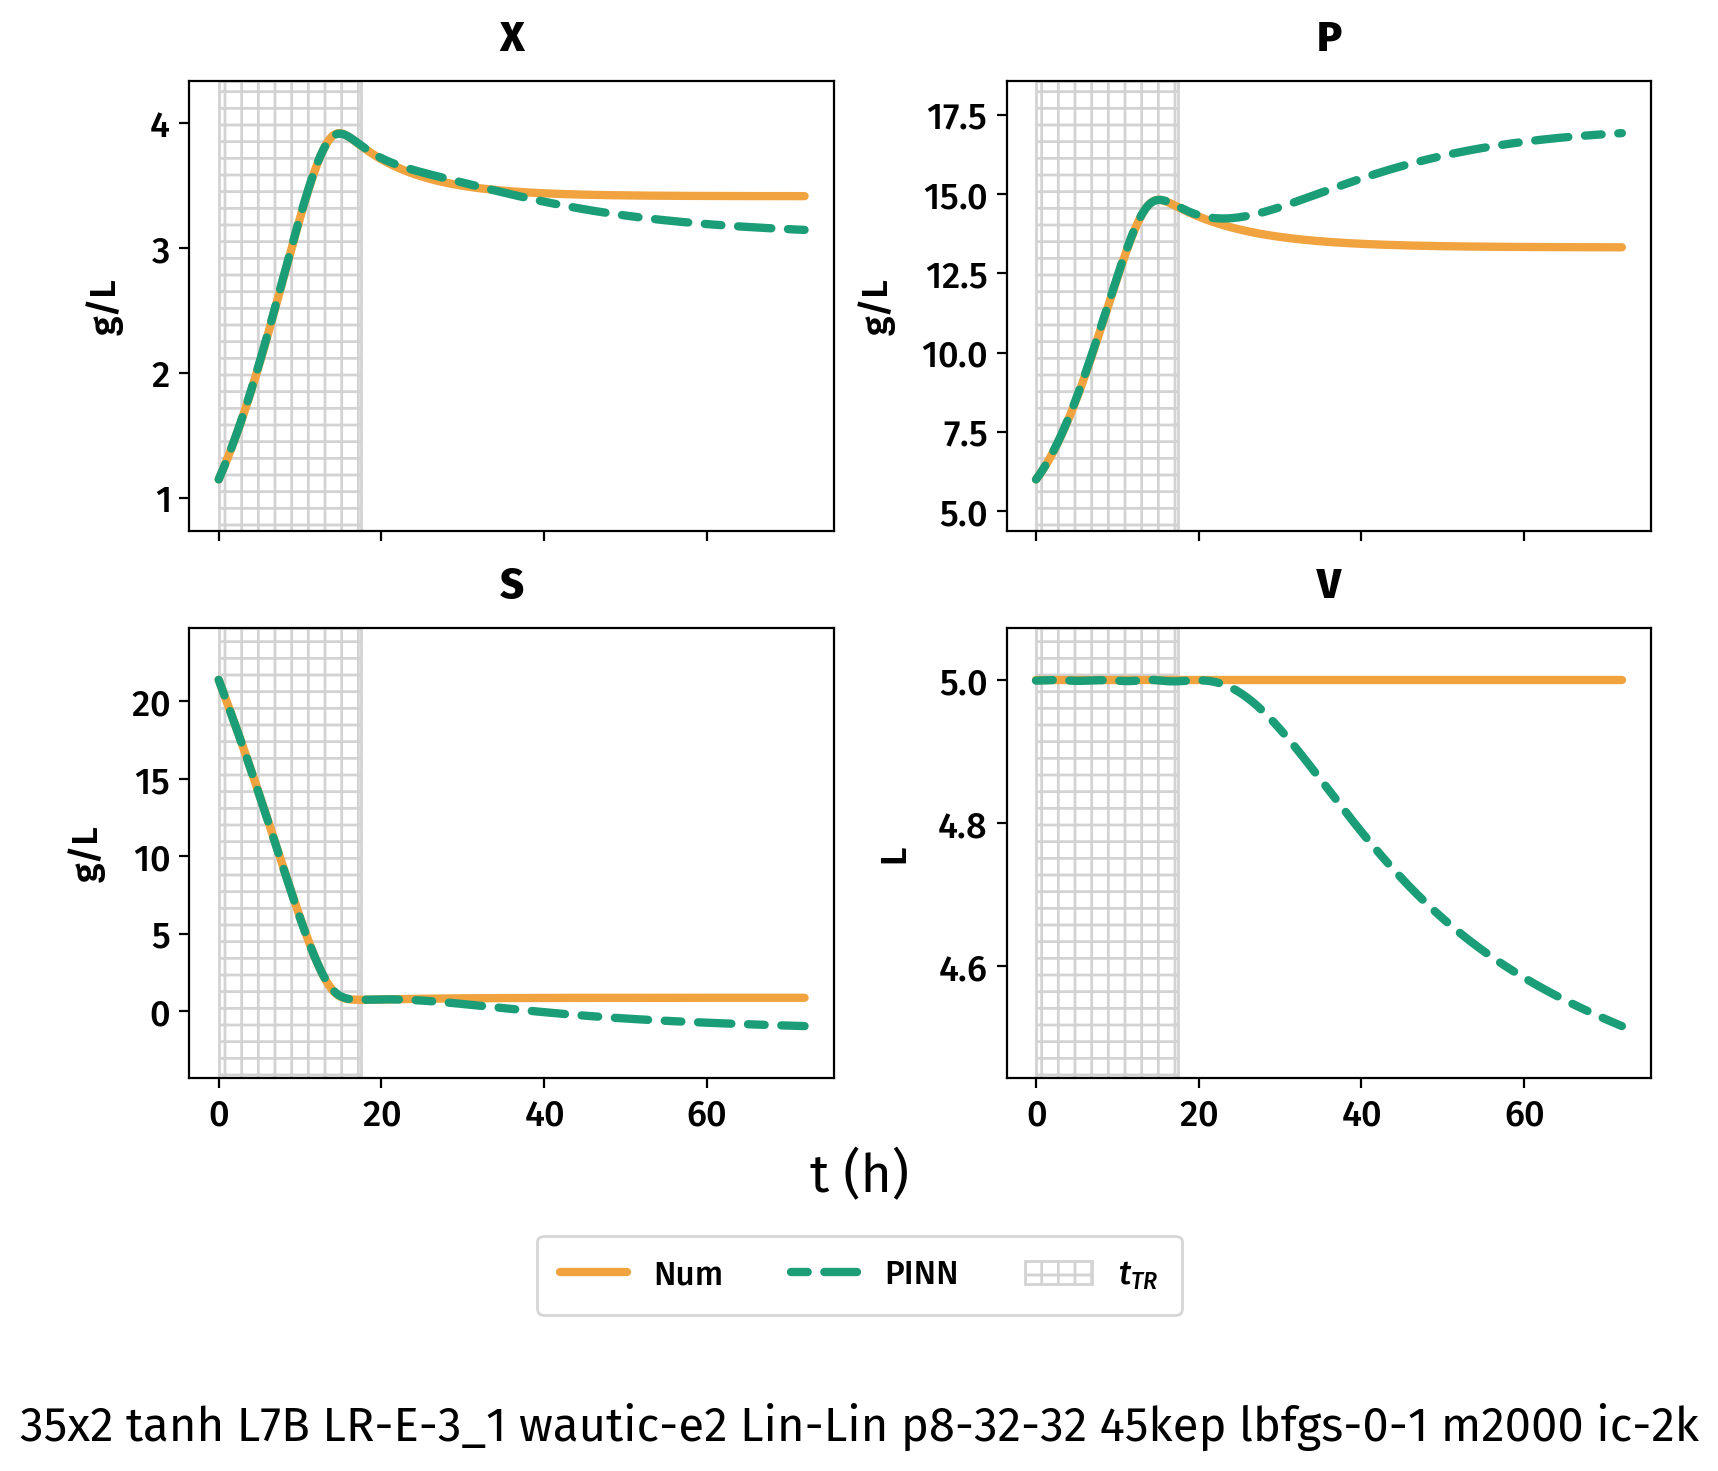 X
P
4
3
2
1
g/L
17.5
15.0
12.5
10.0
7.5
5.0
g/L
S
V
20
15
10
5
0
g/L
5.0
4.8
4.6
L
0 20 40 60
0 20 40 60
t (h)
Num PINN tTR
35x2 tanh L7B LR-E-3_1 wautic-e2 Lin-Lin p8-32-32 45kep lbfgs-0-1 m2000 ic-2k